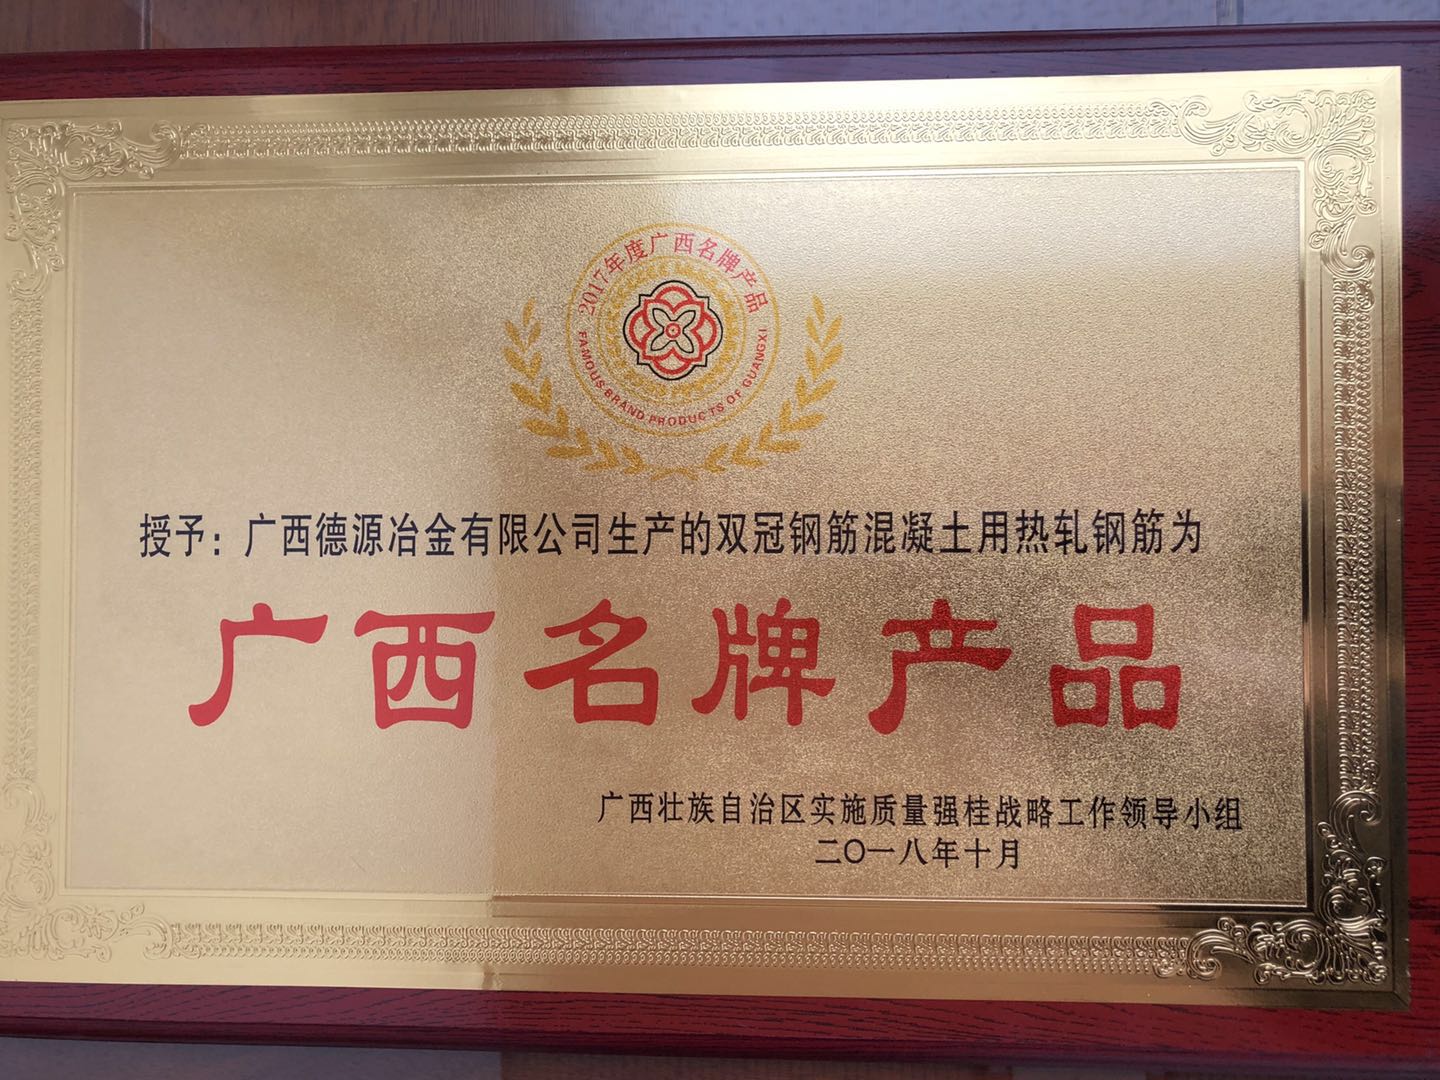 2017年度广西名牌产品
FAMOUS BRAND PRODUCTS OF GUANGXI
授予：广西德源冶金有限公司生产的双冠钢筋混凝土用热轧钢筋为
广西名牌产品
广西壮族自治区实施质量强桂战略工作领导小组
二〇一八年十月